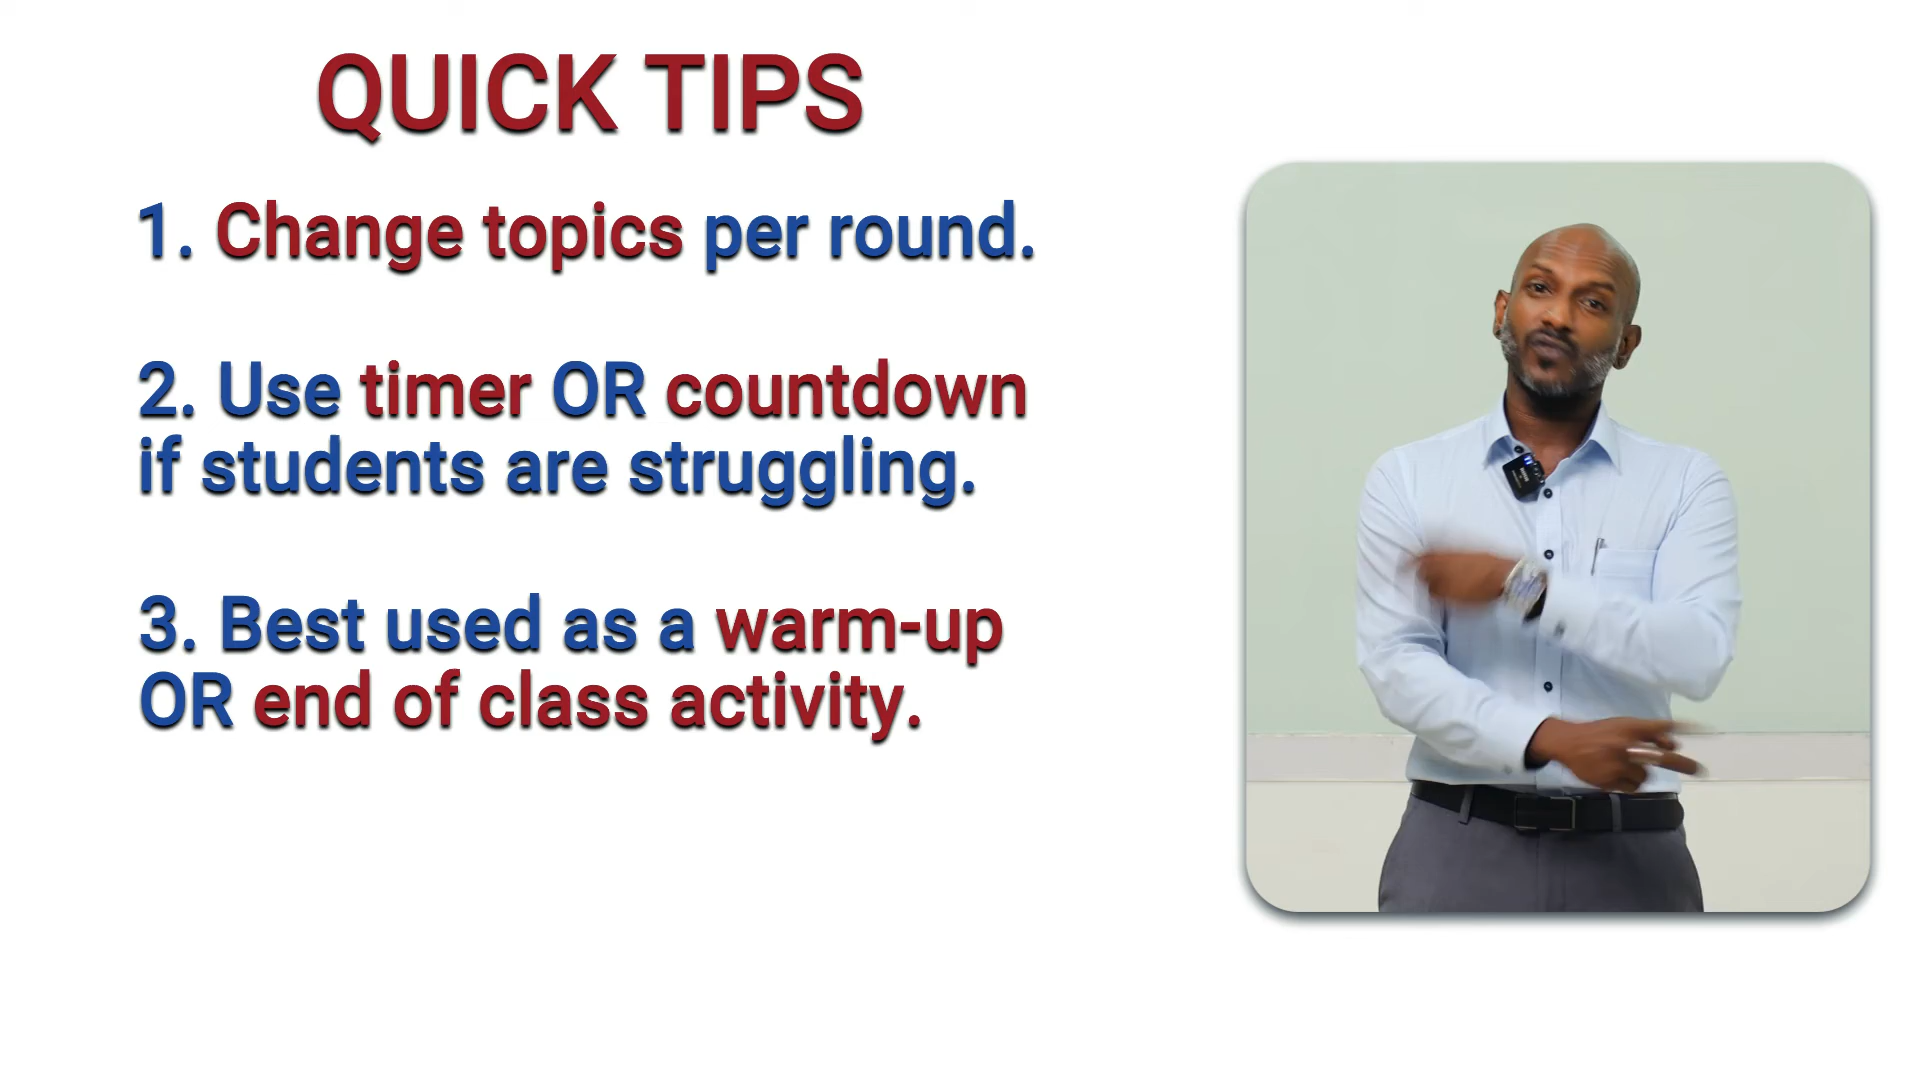 QUICK TIPS
1. Change topics per round.
2. Use timer OR countdown
if students are struggling.
3. Best used as a warm-up
OR end of class activity.